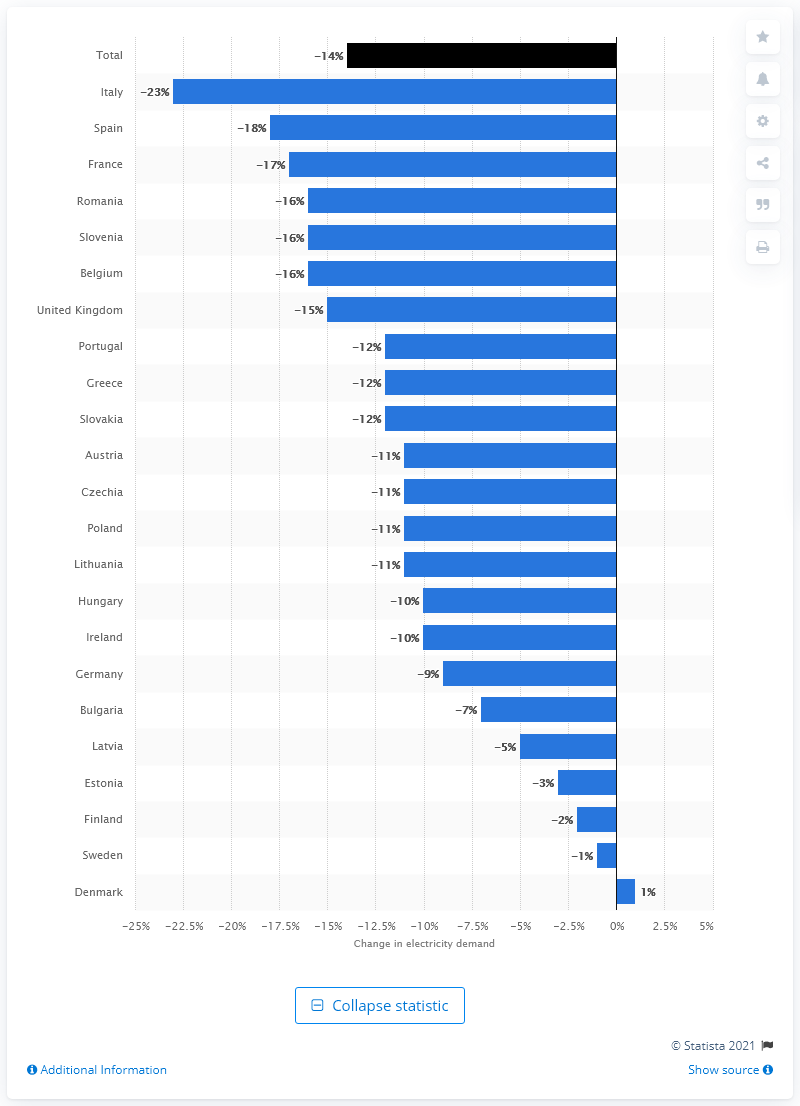 Total −14%
Italy −23%
Spain −18%
France −17%
Romania −16%
Slovenia −16%
Belgium −16%
United Kingdom −15%
Portugal −12%
Greece −12%
Slovakia −12%
Austria −11%
Czechia −11%
Poland −11%
Lithuania −11%
Hungary −10%
Ireland −10%
Germany −9%
Bulgaria −7%
Latvia −5%
Estonia −3%
Finland −2%
Sweden −1%
Denmark 1%
−25% −22.5% −20% −17.5% −15% −12.5% −10% −7.5% −5% −2.5% 0% 2.5% 5%
Change in electricity demand
Collapse statistic
© Statista 2021
Additional Information Show source